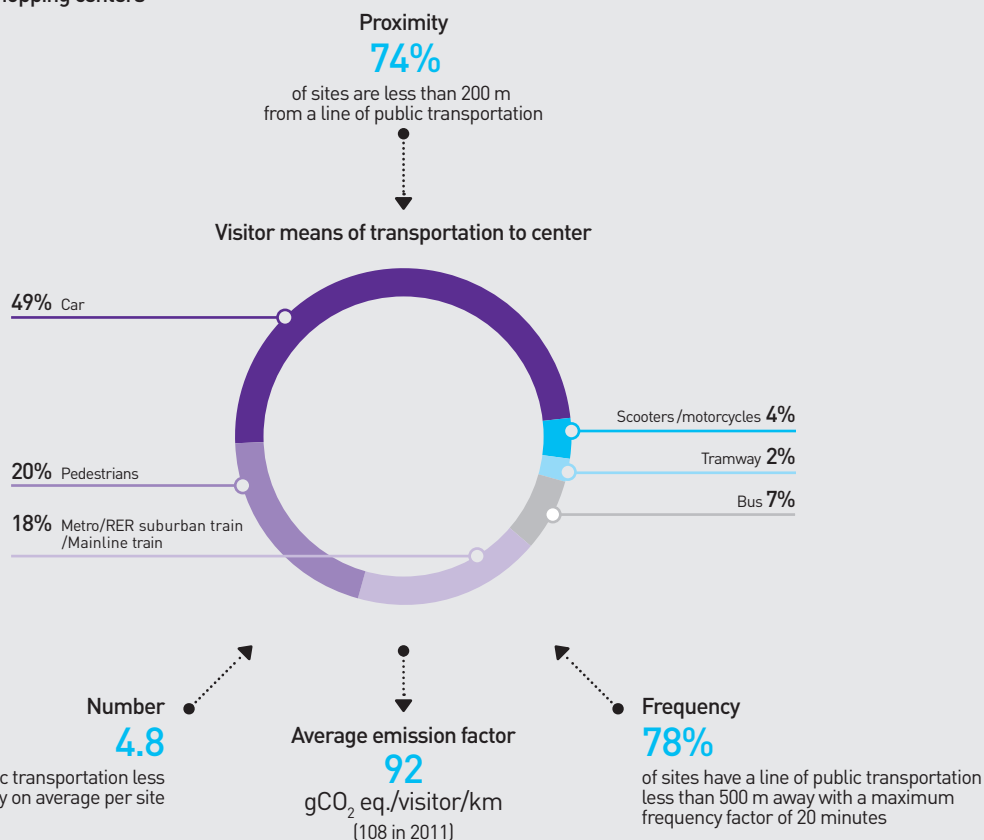 centers
Proximity
74%
of sites are less than 200 m
from a line of public transportation
Visitor means of transportation to center
49% Car
Scooters/motorcycles 4%
Tramway 2%
20% Pedestrians
Bus 7%
18% Metro/RER suburban train
/Mainline train
Number
4.8
transportation less
on average per site
Average emission factor
92
gCO₂ eq./visitor/km
(108 in 2011)
Frequency
78%
of sites have a line of public transportation
less than 500 m away with a maximum
frequency factor of 20 minutes